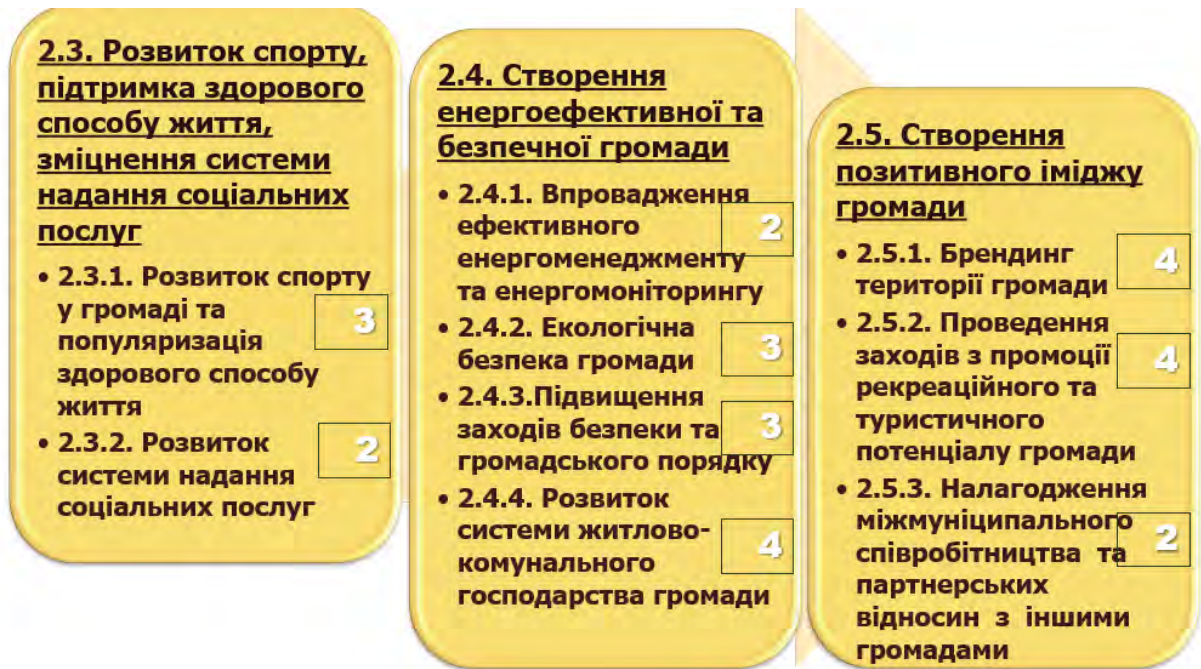 2.3. Розвиток спорту,
підтримка здорового
способу життя,
зміцнення системи
надання соціальних
послуг
• 2.3.1. Розвиток спорту
у громаді та
популяризація
здорового способу
життя
3
• 2.3.2. Розвиток
системи надання
соціальних послуг
2
2.4. Створення
енергоефективної та
безпечної громади
• 2.4.1. Впровадження
ефективного
енергоменеджменту
та енергомоніторингу
2
• 2.4.2. Екологічна
безпека громади
3
• 2.4.3.Підвищення
заходів безпеки та
громадського порядку
3
• 2.4.4. Розвиток
системи житлово-
комунального
господарства громади
4
2.5. Створення
позитивного іміджу
громади
• 2.5.1. Брендинг
території громади
4
• 2.5.2. Проведення
заходів з промоції
рекреаційного та
туристичного
потенціалу громади
4
• 2.5.3. Налагодження
міжмуніципального
співробітництва та
партнерських
відносин з іншими
громадами
2